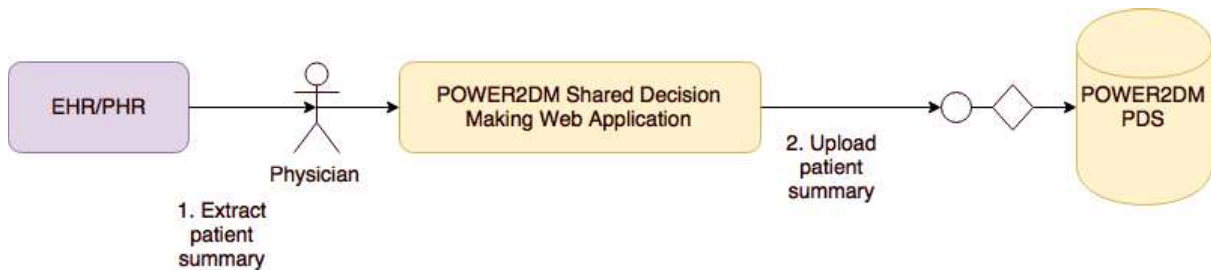 EHR/PHR
Physician
1. Extract
patient
summary
POWER2DM Shared Decision
Making Web Application
2. Upload
patient
summary
POWER2DM
PDS